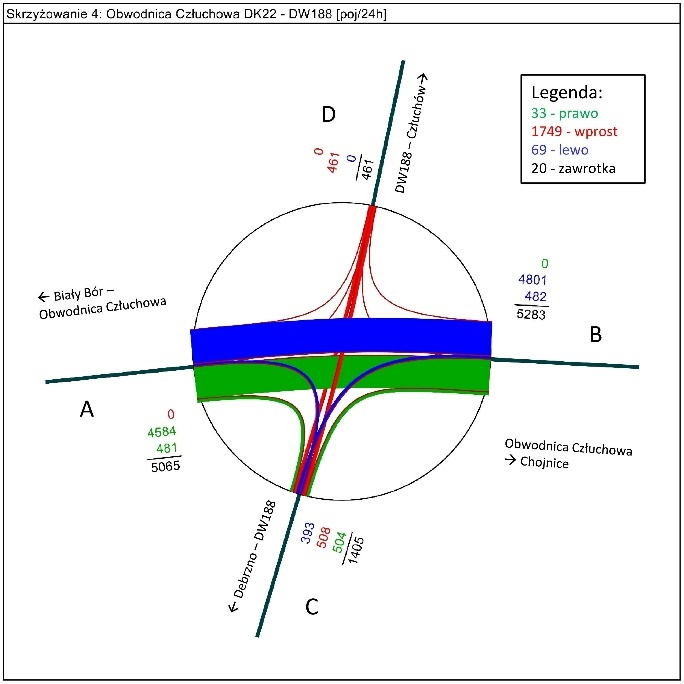 Skrzyżowanie 4: Obwodnica Człuchowa DK22 - DW188 [poj/24h]
Legenda:
33 - prawo
1749 - wprost
69 - lewo
20 - zawrotka
D
0
461
0
461
DW188 – Człuchów →
← Biały Bór –
Obwodnica Człuchowa
0
4801
482
5283
B
A
0
4584
481
5065
Obwodnica Człuchowa
→ Chojnice
← Debrzno – DW188
393
508
504
1405
C